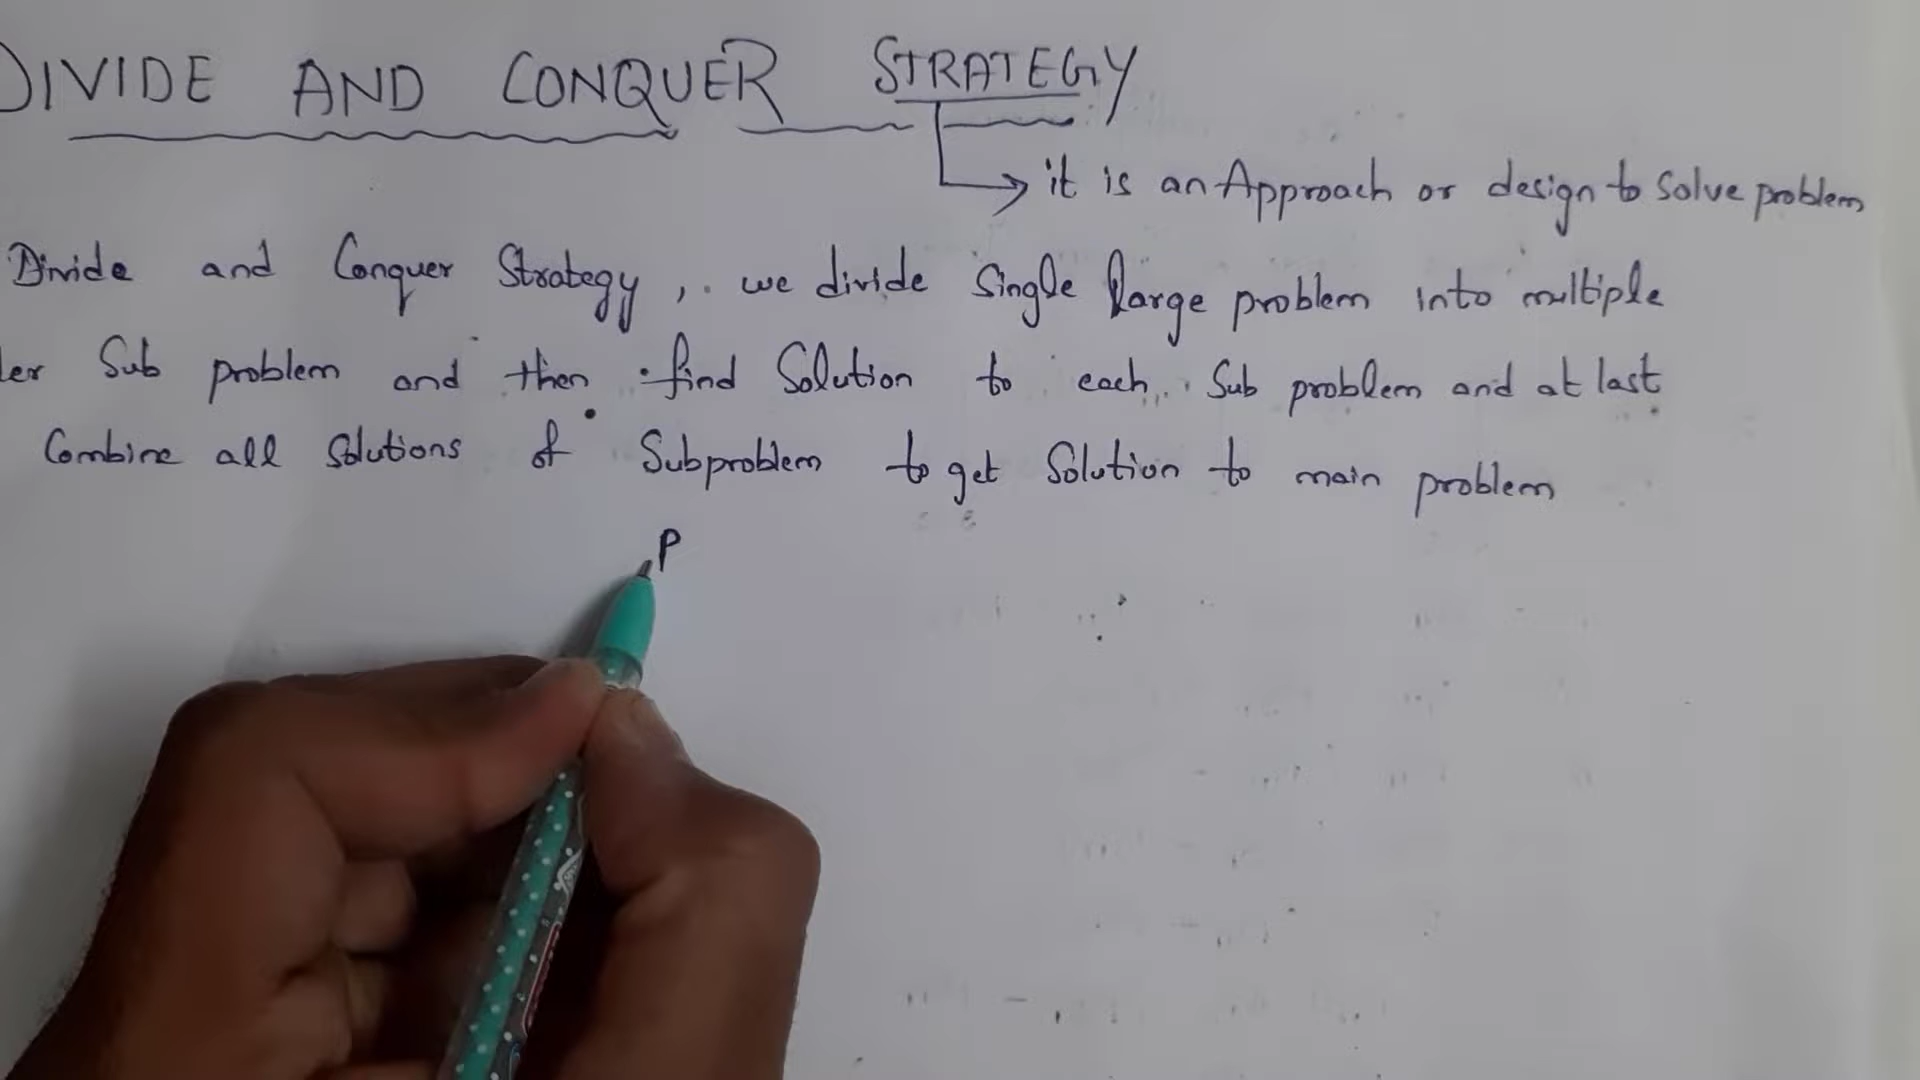 DIVIDE AND CONQUER STRATEGY
it is an Approach or design to solve problem
Divide and Conquer Strategy, we divide Single large problem into multiple
ler Sub problem and then find Solution to each Sub problem and at last
Combine all Solutions of Subproblem to get Solution to main problem
P